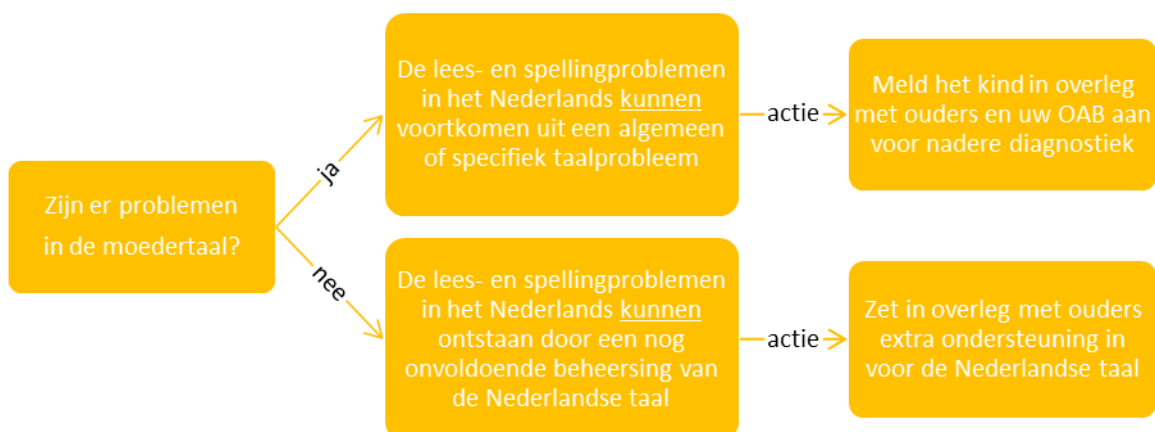 Zijn er problemen
in de moedertaal?
ja
De lees- en spellingproblemen
in het Nederlands kunnen
voortkomen uit een algemeen
of specifiek taalprobleem
actie
Meld het kind in overleg
met ouders en uw OAB aan
voor nadere diagnostiek
nee
De lees- en spellingproblemen
in het Nederlands kunnen
ontstaan door een nog
onvoldoende beheersing van
de Nederlandse taal
actie
Zet in overleg met ouders
extra ondersteuning in
voor de Nederlandse taal